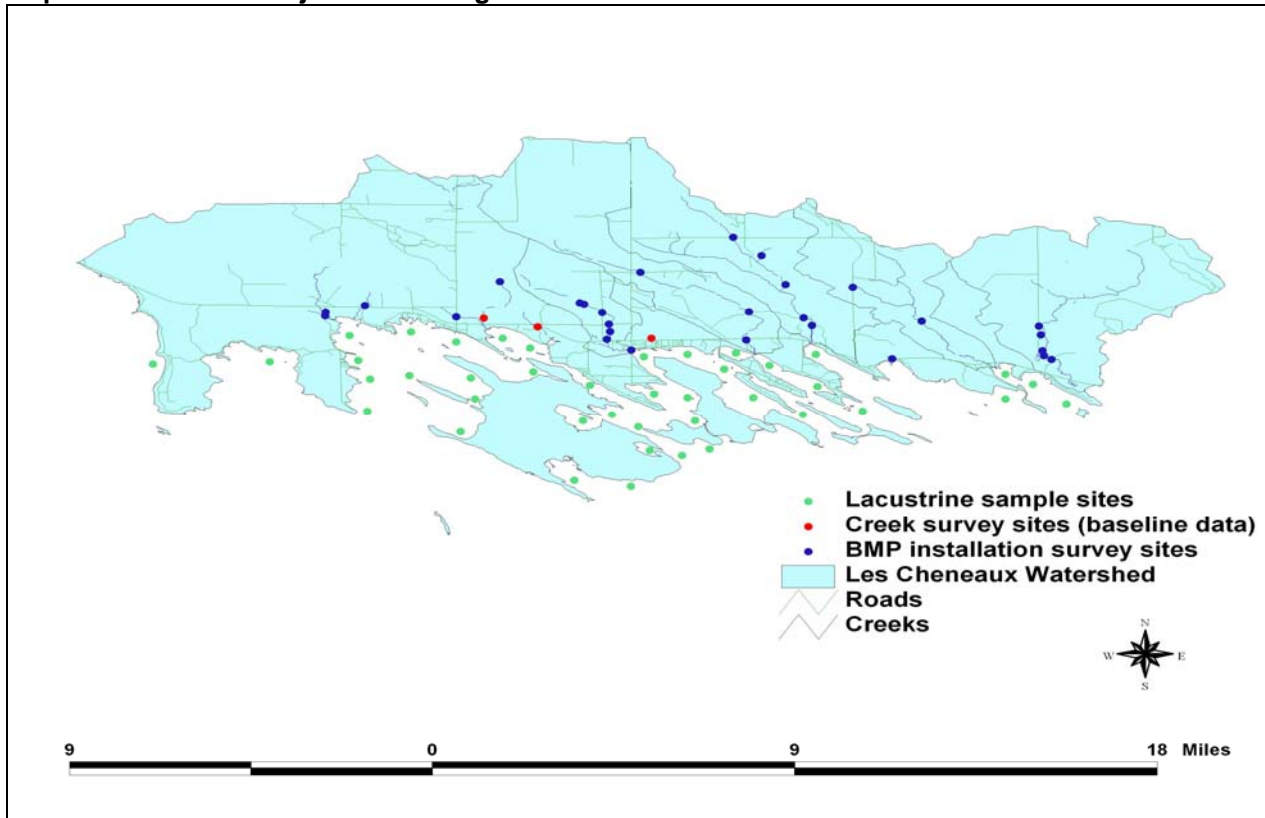 Lacustrine sample sites
Creek survey sites (baseline data)
BMP installation survey sites
Les Cheneaux Watershed
Roads
Creeks
N
W E
S
9 0 9 18 Miles